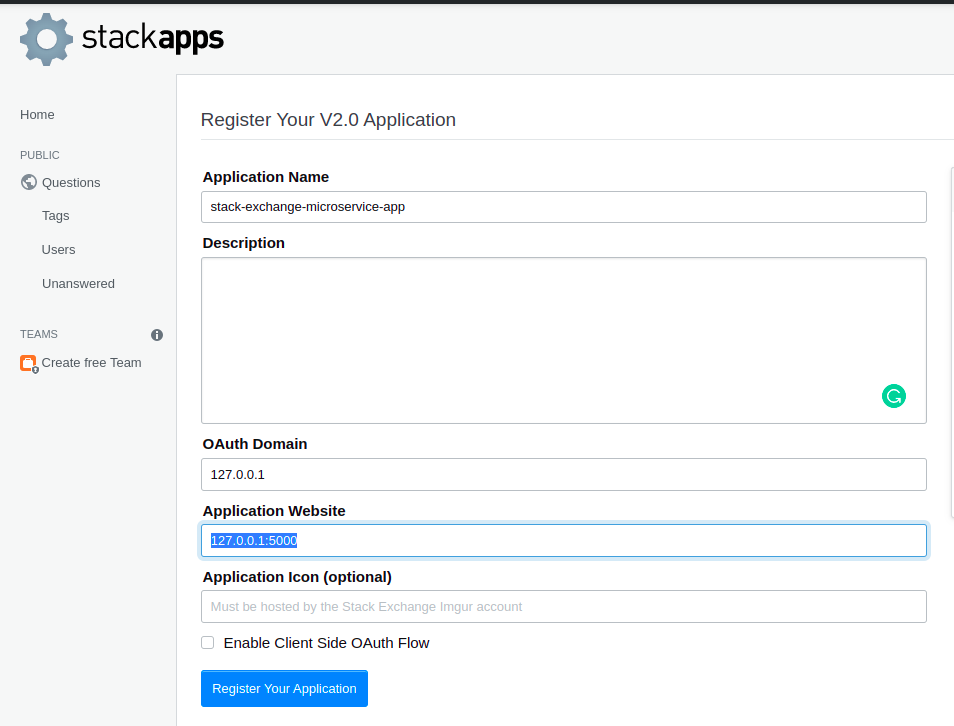 stackapps
Home
PUBLIC
Questions
Tags
Users
Unanswered
TEAMS
Create free Team
Register Your V2.0 Application
Application Name
stack-exchange-microservice-app
Description
OAuth Domain
127.0.0.1
Application Website
127.0.0.1:5000
Application Icon (optional)
Must be hosted by the Stack Exchange Imgur account
Enable Client Side OAuth Flow
Register Your Application